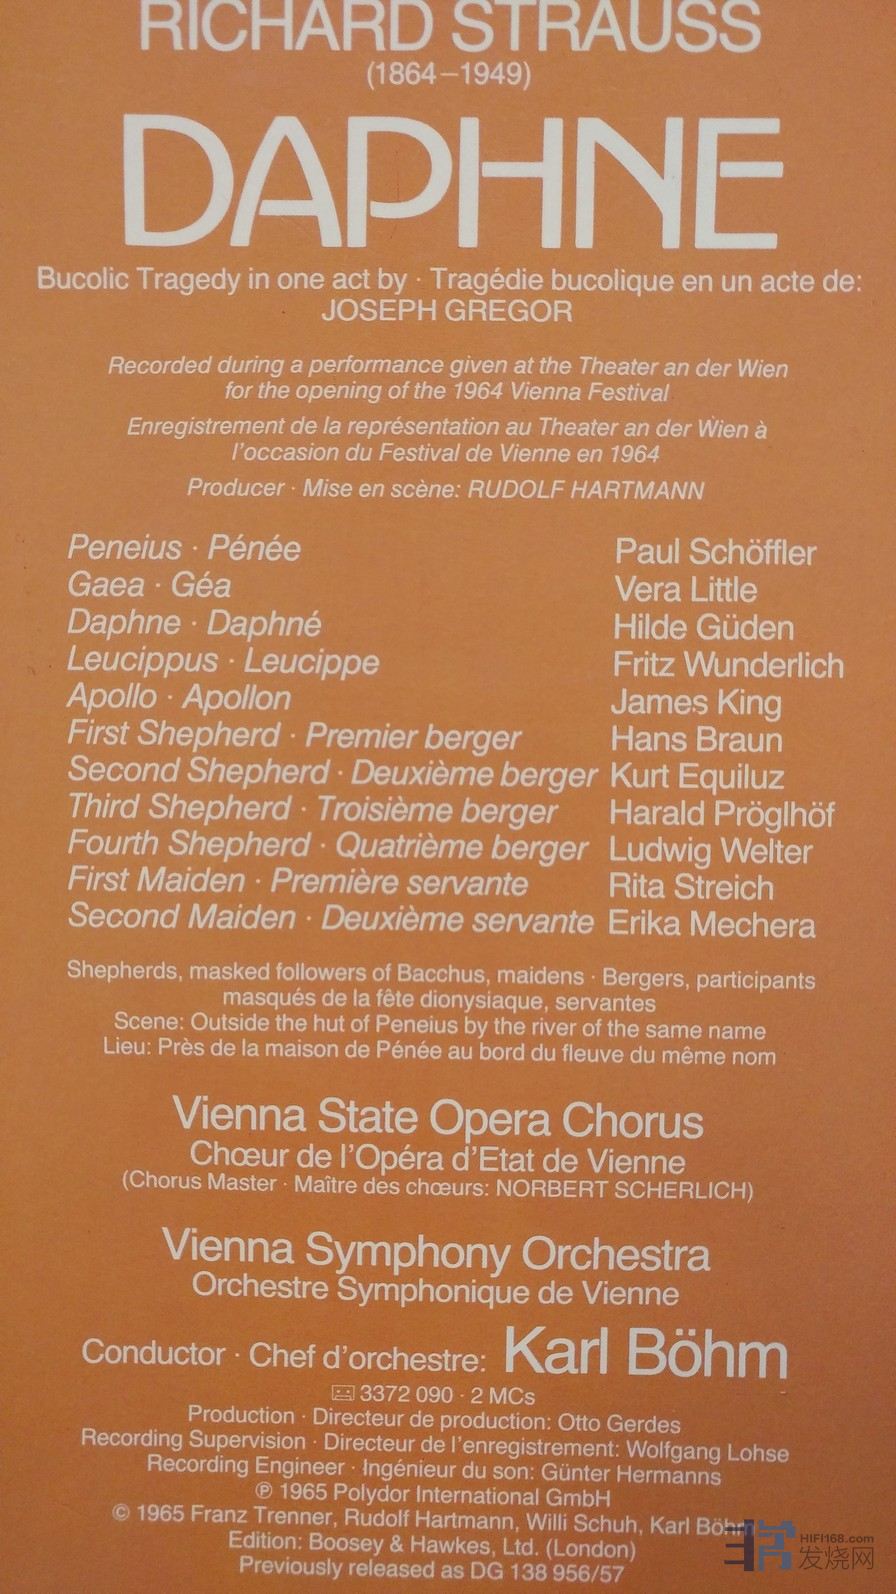 RICHARD STRAUSS
(1864–1949)
DAPHNE
Bucolic Tragedy in one act by · Tragédie bucolique en un acte de:
JOSEPH GREGOR
Recorded during a performance given at the Theater an der Wien
for the opening of the 1964 Vienna Festival
Enregistrement de la représentation au Theater an der Wien à
l'occasion du Festival de Vienne en 1964
Producer · Mise en scène: RUDOLF HARTMANN
Peneius · Pénée Paul Schöffler
Gaea · Géa Vera Little
Daphne · Daphné Hilde Güden
Leucippus · Leucippe Fritz Wunderlich
Apollo · Apollon James King
First Shepherd · Premier berger Hans Braun
Second Shepherd · Deuxième berger Kurt Equiluz
Third Shepherd · Troisième berger Harald Pröglhöf
Fourth Shepherd · Quatrième berger Ludwig Welter
First Maiden · Première servante Rita Streich
Second Maiden · Deuxième servante Erika Mechera
Shepherds, masked followers of Bacchus, maidens · Bergers, participants
masqués de la fête dionysiaque, servantes
Scene: Outside the hut of Peneius by the river of the same name
Lieu: Près de la maison de Pénée au bord du fleuve du même nom
Vienna State Opera Chorus
Chœur de l'Opéra d'Etat de Vienne
(Chorus Master · Maître des chœurs: NORBERT SCHERLICH)
Vienna Symphony Orchestra
Orchestre Symphonique de Vienne
Conductor · Chef d'orchestre: Karl Böhm
3372 090 · 2 MCs
Production · Directeur de production: Otto Gerdes
Recording Supervision · Directeur de l'enregistrement: Wolfgang Lohse
Recording Engineer · Ingénieur du son: Günter Hermanns
℗ 1965 Polydor International GmbH
© 1965 Franz Trenner, Rudolf Hartmann, Willi Schuh, Karl Böhm
Edition: Boosey & Hawkes, Ltd. (London)
Previously released as DG 138 956/57
HIFI168.com
发烧网